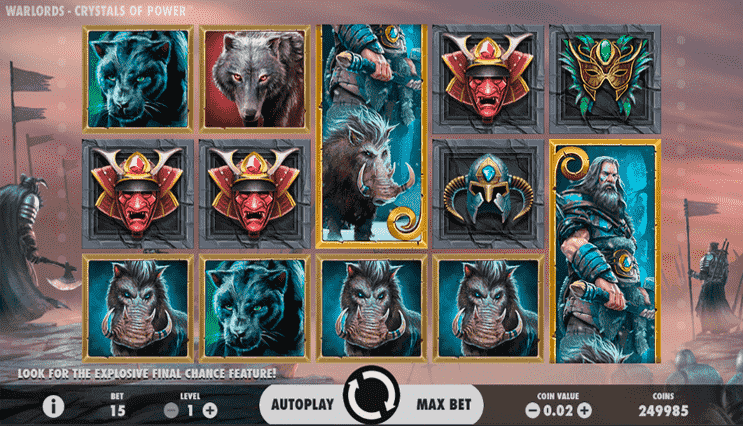 WARLORDS - CRYSTALS OF POWER™
LOOK FOR THE EXPLOSIVE FINAL CHANCE FEATURE!
BET
15
LEVEL
1
AUTOPLAY
MAX BET
COIN VALUE
0.02
COINS
249985